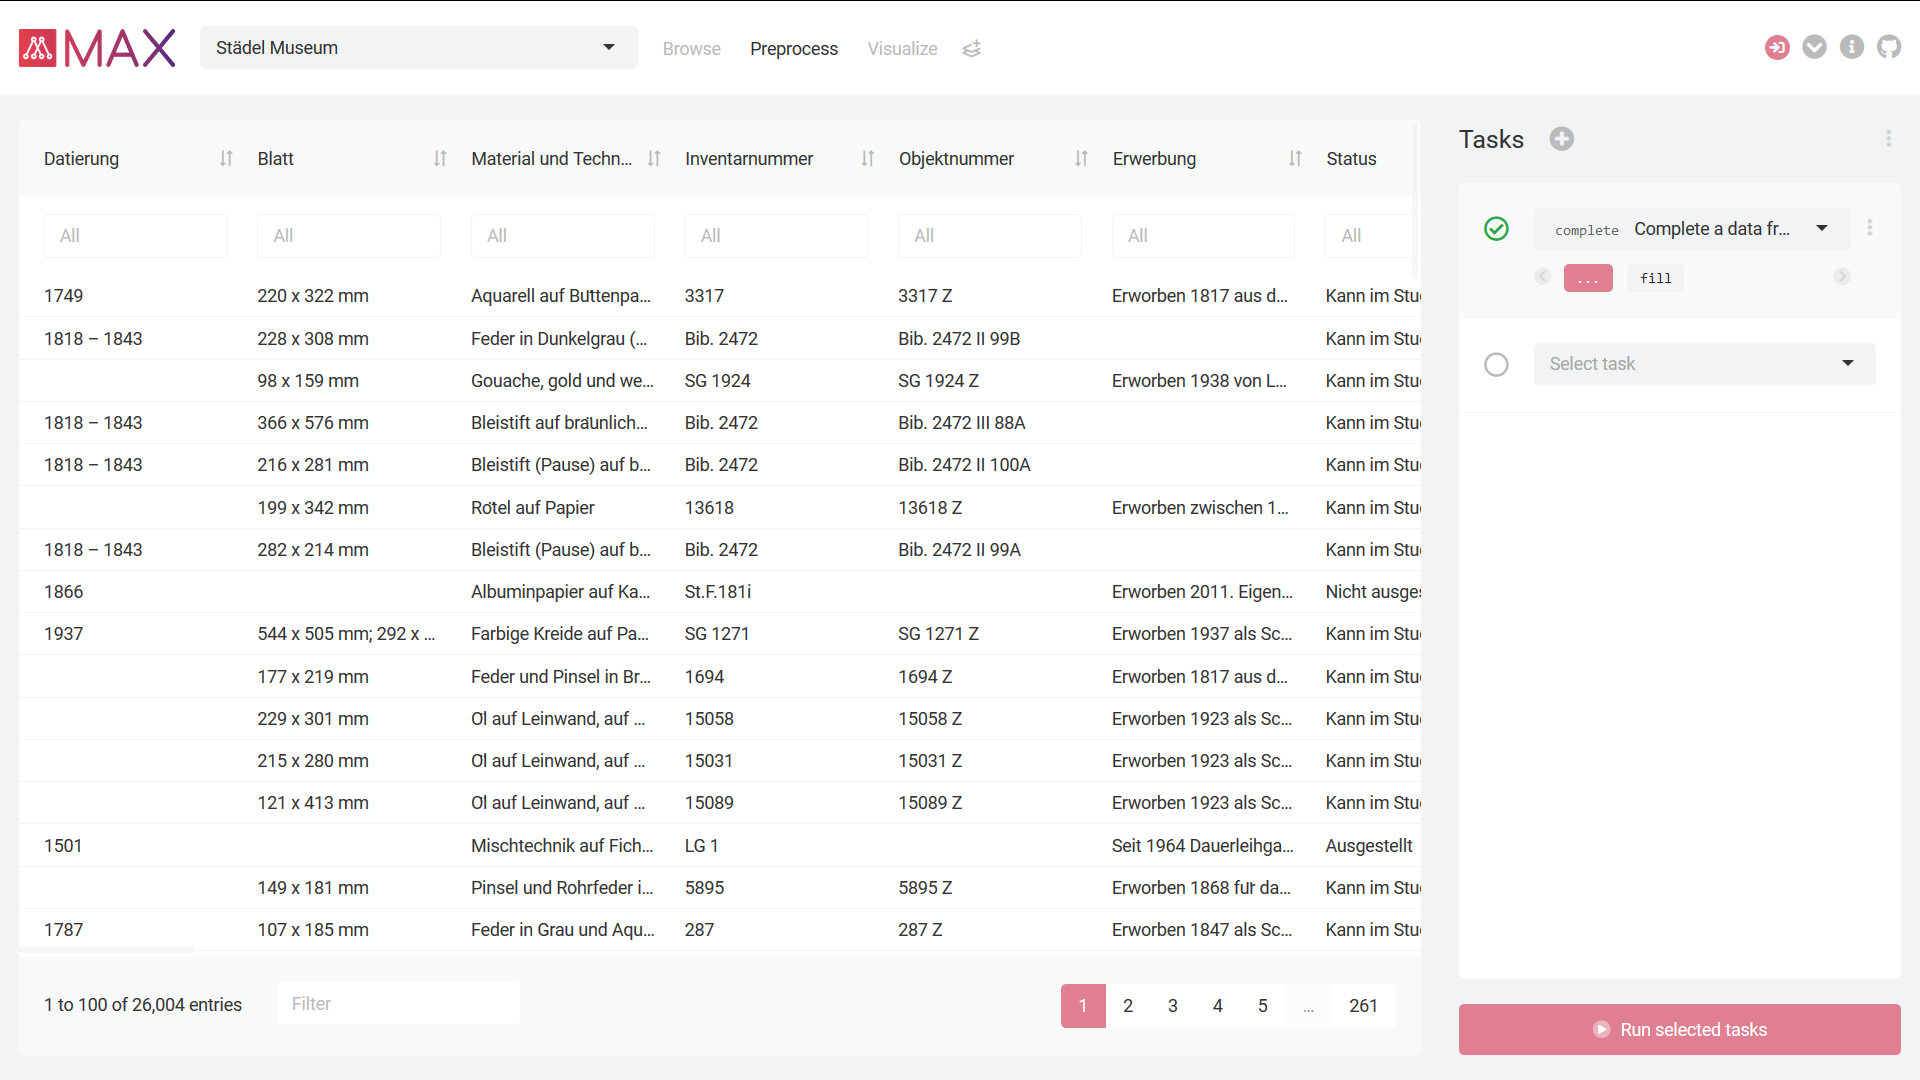 MAX
Städel Museum
Browse Preprocess Visualize
Datierung Blatt Material und Techn... Inventarnummer Objektnummer Erwerbung Status
All All All All All All All
1749 220 x 322 mm Aquarell auf Büttenpa... 3317 3317 Z Erworben 1817 aus d... Kann im Stu
1818 – 1843 228 x 308 mm Feder in Dunkelgrau (... Bib. 2472 Bib. 2472 II 99B Kann im Stu
98 x 159 mm Gouache, gold und we... SG 1924 SG 1924 Z Erworben 1938 von L... Kann im Stu
1818 – 1843 366 x 576 mm Bleistift auf bräunlich... Bib. 2472 Bib. 2472 III 88A Kann im Stu
1818 – 1843 216 x 281 mm Bleistift (Pause) auf b... Bib. 2472 Bib. 2472 II 100A Kann im Stu
199 x 342 mm Rötel auf Papier 13618 13618 Z Erworben zwischen 1... Kann im Stu
1818 – 1843 282 x 214 mm Bleistift (Pause) auf b... Bib. 2472 Bib. 2472 II 99A Kann im Stu
1866 Albuminpapier auf Ka... St.F.181i Erworben 2011. Eigen... Nicht ausges
1937 544 x 505 mm; 292 x ... Farbige Kreide auf Pa... SG 1271 SG 1271 Z Erworben 1937 als Sc... Kann im Stu
177 x 219 mm Feder und Pinsel in Br... 1694 1694 Z Erworben 1817 aus d... Kann im Stu
229 x 301 mm Öl auf Leinwand, auf ... 15058 15058 Z Erworben 1923 als Sc... Kann im Stu
215 x 280 mm Öl auf Leinwand, auf ... 15031 15031 Z Erworben 1923 als Sc... Kann im Stu
121 x 413 mm Öl auf Leinwand, auf ... 15089 15089 Z Erworben 1923 als Sc... Kann im Stu
1501 Mischtechnik auf Fich... LG 1 Seit 1964 Dauerleihga... Ausgestellt
149 x 181 mm Pinsel und Rohrfeder i... 5895 5895 Z Erworben 1868 für da... Kann im Stu
1787 107 x 185 mm Feder in Grau und Aqu... 287 287 Z Erworben 1847 als Sc... Kann im Stu
1 to 100 of 26,004 entries Filter 1 2 3 4 5 ... 261
Tasks
complete Complete a data fr...
... fill
Select task
Run selected tasks